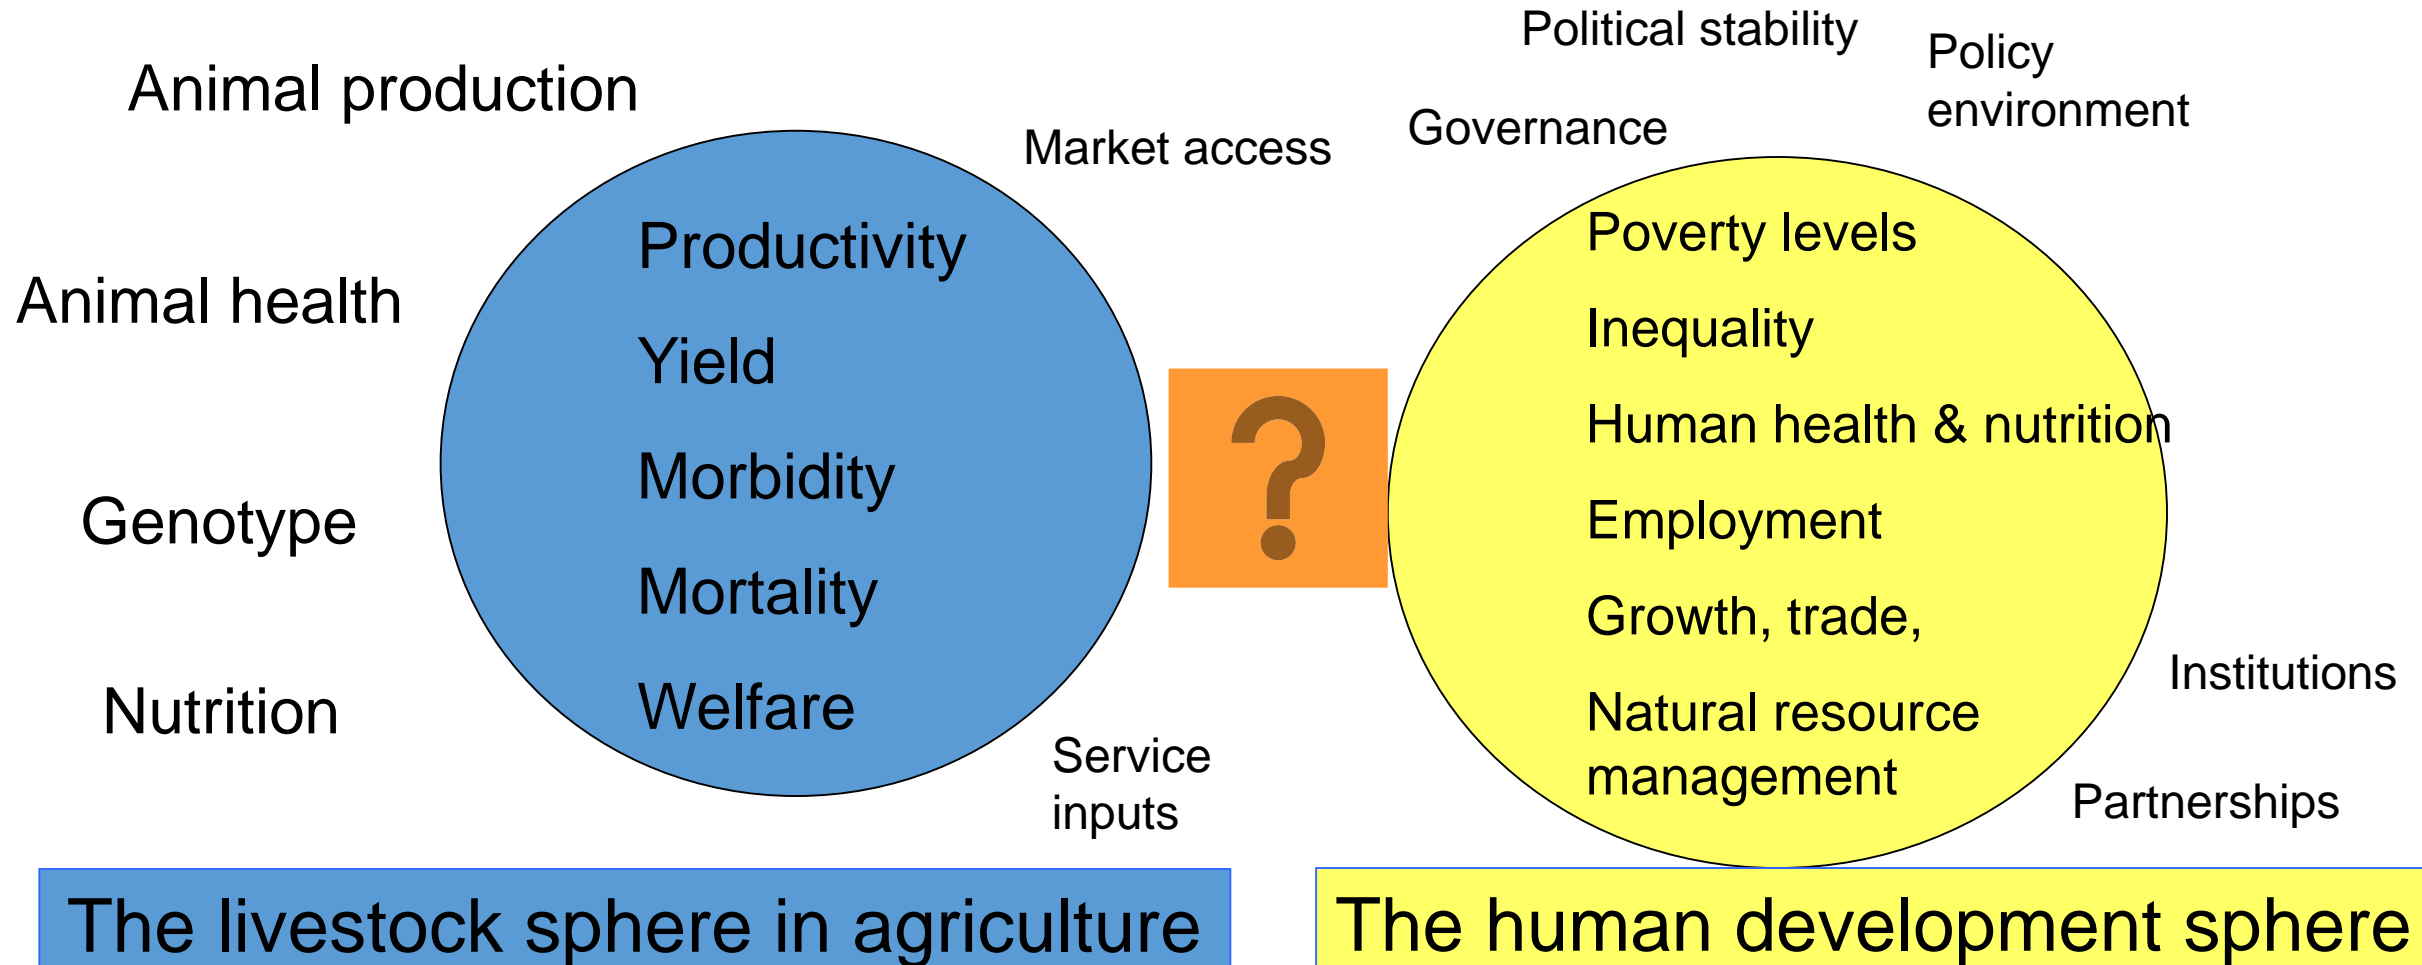 Political stability
Policy
environment
Animal production
Market access
Governance
Animal health
Genotype
Nutrition
Productivity
Yield
Morbidity
Mortality
Welfare
Service
inputs
?
Poverty levels
Inequality
Human health & nutrition
Employment
Growth, trade,
Natural resource
management
Institutions
Partnerships
The livestock sphere in agriculture
The human development sphere